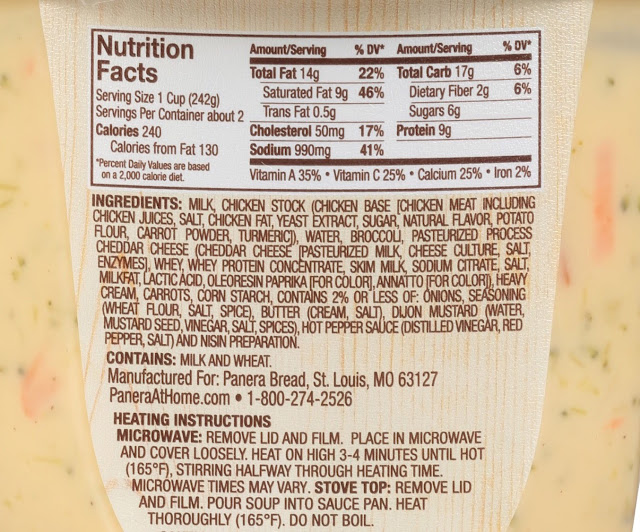 Nutrition
Facts
Serving Size 1 Cup (242g)
Servings Per Container about 2
Calories 240
Calories from Fat 130
*Percent Daily Values are based
on a 2,000 calorie diet.
Amount/Serving % DV*
Total Fat 14g 22%
Saturated Fat 9g 46%
Trans Fat 0.5g
Cholesterol 50mg 17%
Sodium 990mg 41%
Amount/Serving % DV*
Total Carb 17g 6%
Dietary Fiber 2g 6%
Sugars 6g
Protein 9g
Vitamin A 35% • Vitamin C 25% • Calcium 25% • Iron 2%
INGREDIENTS: MILK, CHICKEN STOCK (CHICKEN BASE [CHICKEN MEAT INCLUDING
CHICKEN JUICES, SALT, CHICKEN FAT, YEAST EXTRACT, SUGAR, NATURAL FLAVOR, POTATO
FLOUR, CARROT POWDER, TURMERIC]), WATER, BROCCOLI, PASTEURIZED PROCESS
CHEDDAR CHEESE (CHEDDAR CHEESE [PASTEURIZED MILK, CHEESE CULTURE, SALT,
ENZYMES], WHEY, WHEY PROTEIN CONCENTRATE, SKIM MILK, SODIUM CITRATE, SALT,
MILKFAT, LACTIC ACID, OLEORESIN PAPRIKA [FOR COLOR], ANNATTO [FOR COLOR]), HEAVY
CREAM, CARROTS, CORN STARCH, CONTAINS 2% OR LESS OF: ONIONS, SEASONING
(WHEAT FLOUR, SALT, SPICE), BUTTER (CREAM, SALT), DIJON MUSTARD (WATER,
MUSTARD SEED, VINEGAR, SALT, SPICES), HOT PEPPER SAUCE (DISTILLED VINEGAR, RED
PEPPER, SALT) AND NISIN PREPARATION.
CONTAINS: MILK AND WHEAT.
Manufactured For: Panera Bread, St. Louis, MO 63127
PaneraAtHome.com • 1-800-274-2526
HEATING INSTRUCTIONS
MICROWAVE: REMOVE LID AND FILM. PLACE IN MICROWAVE
AND COVER LOOSELY. HEAT ON HIGH 3-4 MINUTES UNTIL HOT
(165°F), STIRRING HALFWAY THROUGH HEATING TIME.
MICROWAVE TIMES MAY VARY. STOVE TOP: REMOVE LID
AND FILM. POUR SOUP INTO SAUCE PAN. HEAT
THOROUGHLY (165°F). DO NOT BOIL.